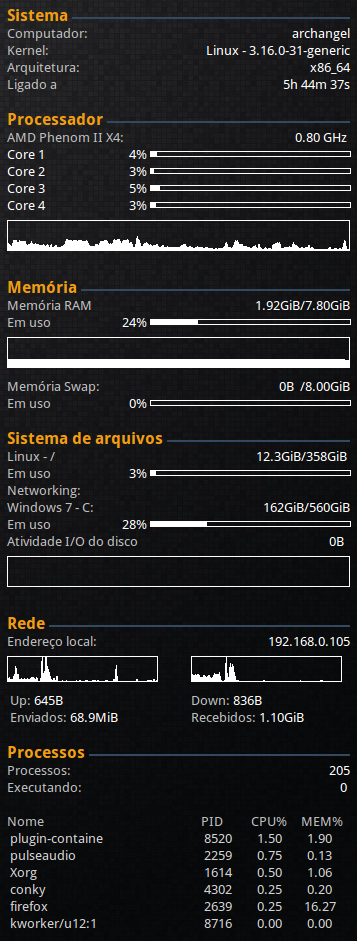 Sistema
Computador: archangel
Kernel: Linux - 3.16.0-31-generic
Arquitetura: x86_64
Ligado a 5h 44m 37s
Processador
AMD Phenom II X4: 0.80 GHz
Core 1 4%
Core 2 3%
Core 3 5%
Core 4 3%
Memória
Memória RAM 1.92GiB/7.80GiB
Em uso 24%
Memória Swap: 0B /8.00GiB
Em uso 0%
Sistema de arquivos
Linux - / 12.3GiB/358GiB
Em uso 3%
Networking:
Windows 7 - C: 162GiB/560GiB
Em uso 28%
Atividade I/O do disco 0B
Rede
Endereço local: 192.168.0.105
Up: 645B Down: 836B
Enviados: 68.9MiB Recebidos: 1.10GiB
Processos
Processos: 205
Executando: 0
Nome PID CPU% MEM%
plugin-containe 8520 1.50 1.90
pulseaudio 2259 0.75 0.13
Xorg 1614 0.50 1.06
conky 4302 0.25 0.20
firefox 2639 0.25 16.27
kworker/u12:1 8716 0.00 0.00